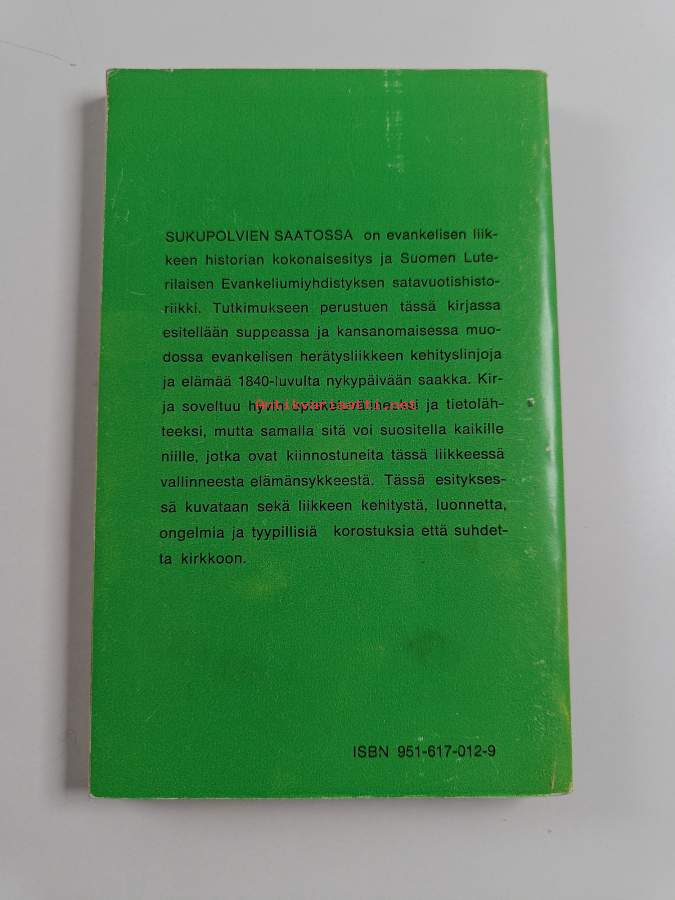 SUKUPOLVIEN SAATOSSA on evankelisen liik-
keen historian kokonaisesitys ja Suomen Lute-
rilaisen Evankeliumiyhdistyksen satavuotishisto-
riikki. Tutkimukseen perustuen tässä kirjassa
esitellään suppeassa ja kansanomaisessa muo-
dossa evankelisen herätysliikkeen kehityslinjoja
ja elämää 1840-luvulta nykypäivään saakka. Kir-
ja soveltuu hyvin ja tietoläh-
Antikvariaatti.net
teeksi, mutta samalla sitä voi suositella kaikille
niille, jotka ovat kiinnostuneita tässä liikkeessä
vallinneesta elämänsykkeestä. Tässä esitykses-
sä kuvataan sekä liikkeen kehitystä, luonnetta,
ongelmia ja tyypillisiä korostuksia että suhdet-
ta kirkkoon.
ISBN 951-617-012-9